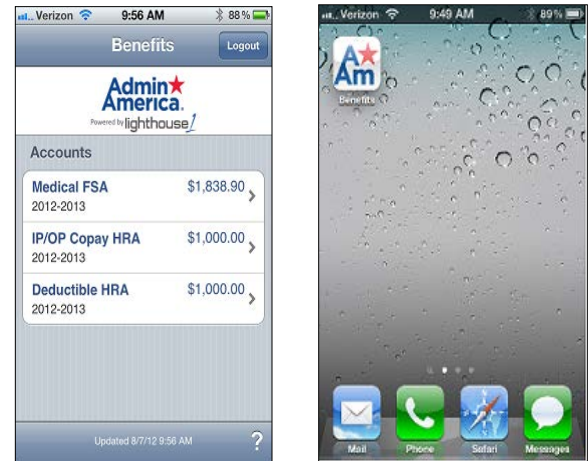 Verizon 9:56 AM 88%
Benefits Logout
Admin
America.
Powered by lighthouse1
Accounts
Medical FSA $1,838.90
2012-2013
IP/OP Copay HRA $1,000.00
2012-2013
Deductible HRA $1,000.00
2012-2013
Updated 8/7/12 9:56 AM ?
Verizon 9:49 AM 89%
A
Am
Benefits
Mail Phone Safari Messages